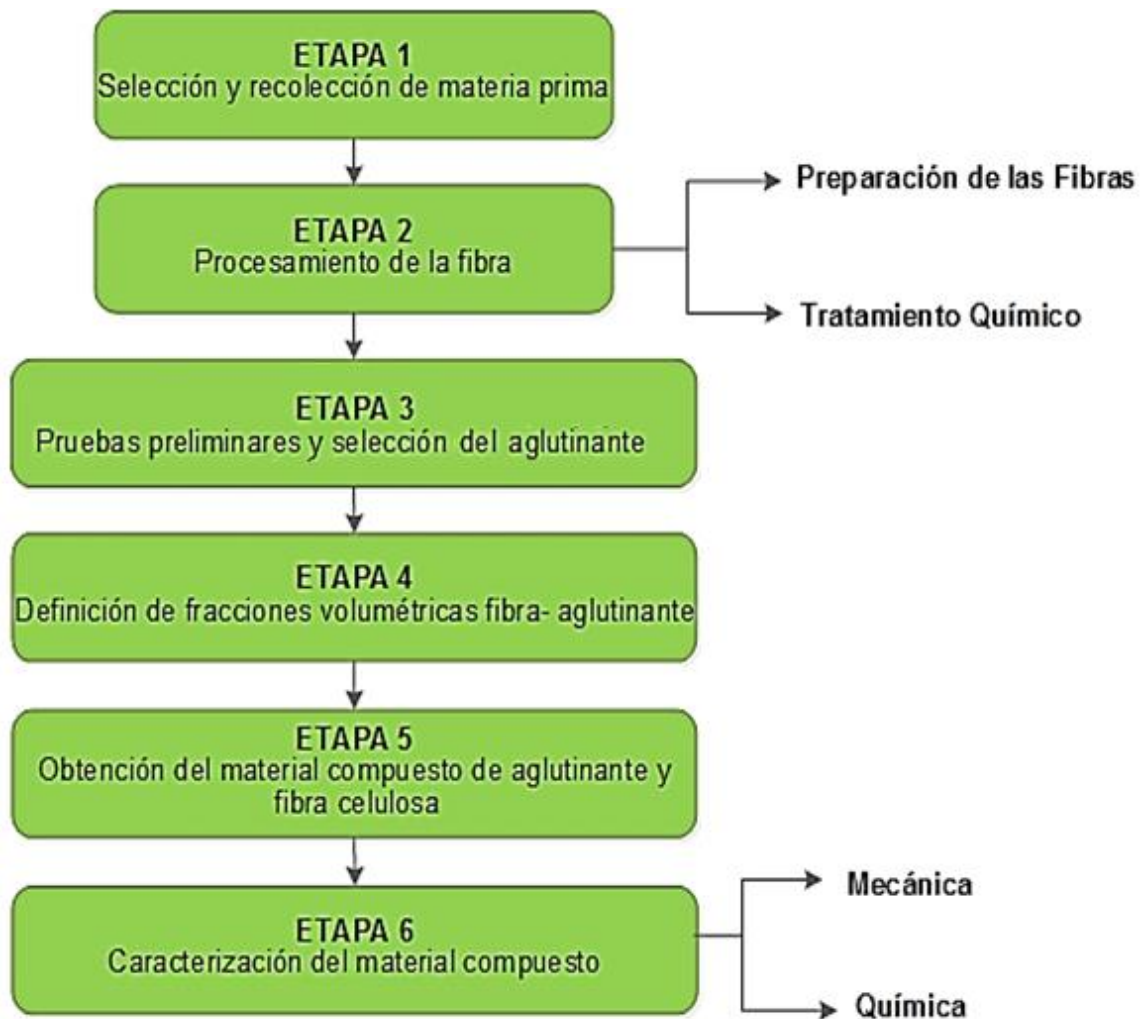 ETAPA 1
Selección y recolección de materia prima
ETAPA 2
Procesamiento de la fibra
Preparación de las Fibras
Tratamiento Químico
ETAPA 3
Pruebas preliminares y selección del aglutinante
ETAPA 4
Definición de fracciones volumétricas fibra- aglutinante
ETAPA 5
Obtención del material compuesto de aglutinante y
fibra celulosa
ETAPA 6
Caracterización del material compuesto
Mecánica
Química